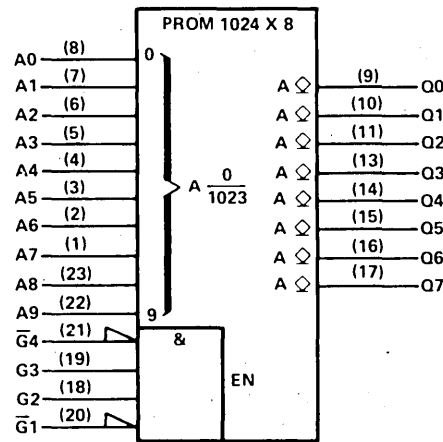 PROM 1024 X 8
A0 (8) 0
A1 (7)
A2 (6)
A3 (5)
A4 (4)
A5 (3)
A6 (2)
A7 (1)
A8 (23)
A9 (22) 9
A 0/1023
G̅4 (21) &
G3 (19)
G2 (18)
G̅1 (20)
EN
A (9) Q0
A (10) Q1
A (11) Q2
A (13) Q3
A (14) Q4
A (15) Q5
A (16) Q6
A (17) Q7